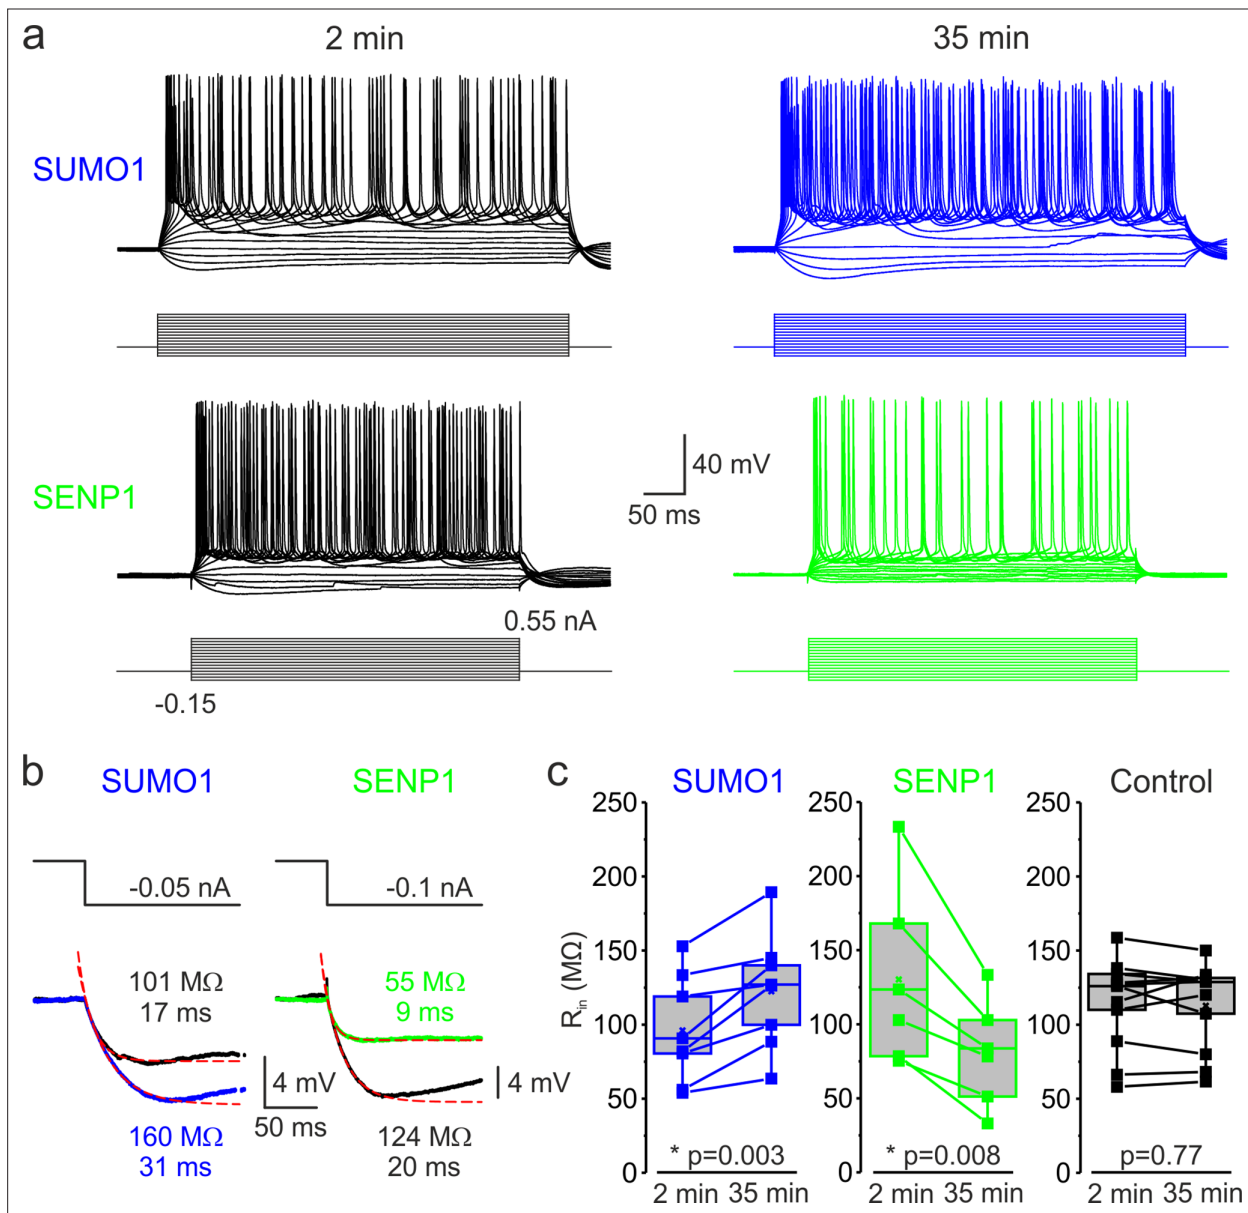 a
2 min
35 min
SUMO1
SENP1
40 mV
50 ms
0.55 nA
-0.15
b
SUMO1
SENP1
-0.05 nA
-0.1 nA
101 MΩ
17 ms
55 MΩ
9 ms
4 mV
50 ms
4 mV
160 MΩ
31 ms
124 MΩ
20 ms
c
SUMO1
SENP1
Control
R_in (MΩ)
250
200
150
100
50
0
* p=0.003
2 min 35 min
250
200
150
100
50
0
* p=0.008
2 min 35 min
250
200
150
100
50
0
p=0.77
2 min 35 min